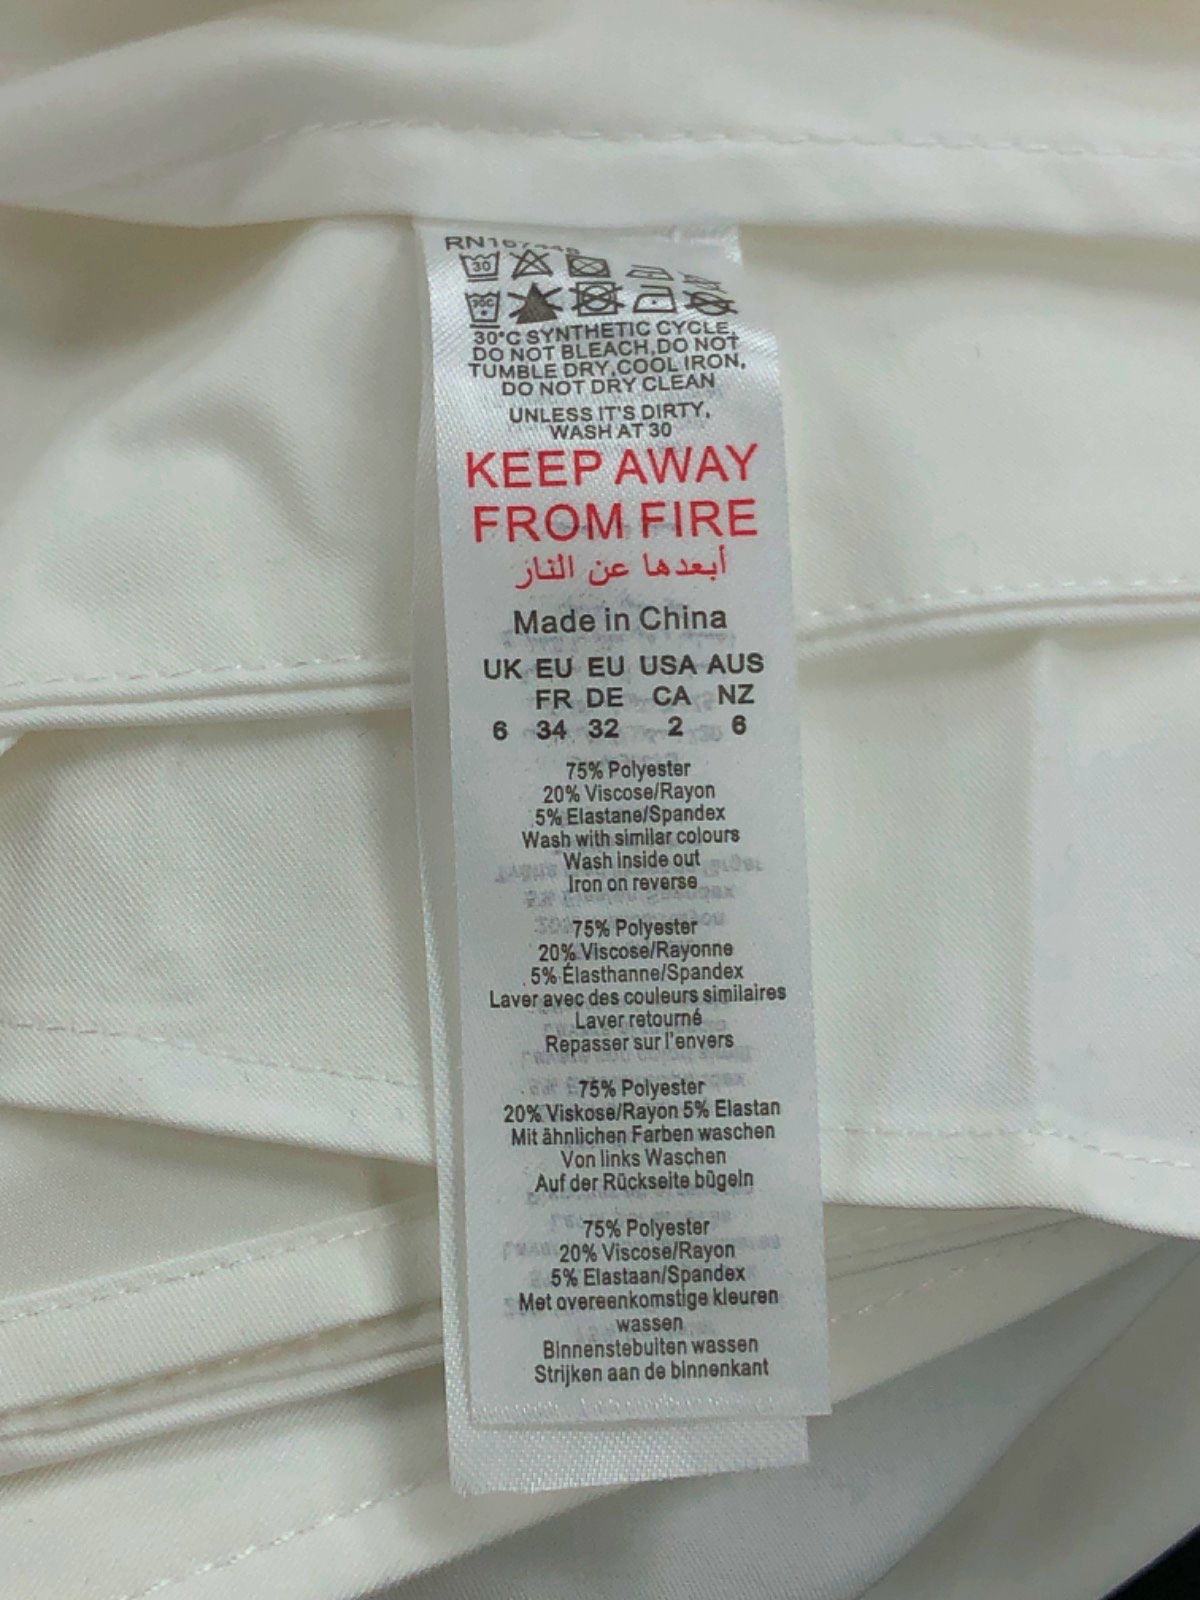 30°C SYNTHETIC CYCLE,
DO NOT BLEACH,DO NOT
TUMBLE DRY,COOL IRON,
DO NOT DRY CLEAN
UNLESS IT'S DIRTY,
WASH AT 30
KEEP AWAY
FROM FIRE
أبعدها عن النار
Made in China
UK EU EU USA AUS
FR DE CA NZ
6 34 32 2 6
75% Polyester
20% Viscose/Rayon
5% Elastane/Spandex
Wash with similar colours
Wash inside out
Iron on reverse
75% Polyester
20% Viscose/Rayonne
5% Élasthanne/Spandex
Laver avec des couleurs similaires
Laver retourné
Repasser sur l'envers
75% Polyester
20% Viskose/Rayon 5% Elastan
Mit ähnlichen Farben waschen
Von links Waschen
Auf der Rückseite bügeln
75% Polyester
20% Viscose/Rayon
5% Elastaan/Spandex
Met overeenkomstige kleuren
wassen
Binnenstebuiten wassen
Strijken aan de binnenkant